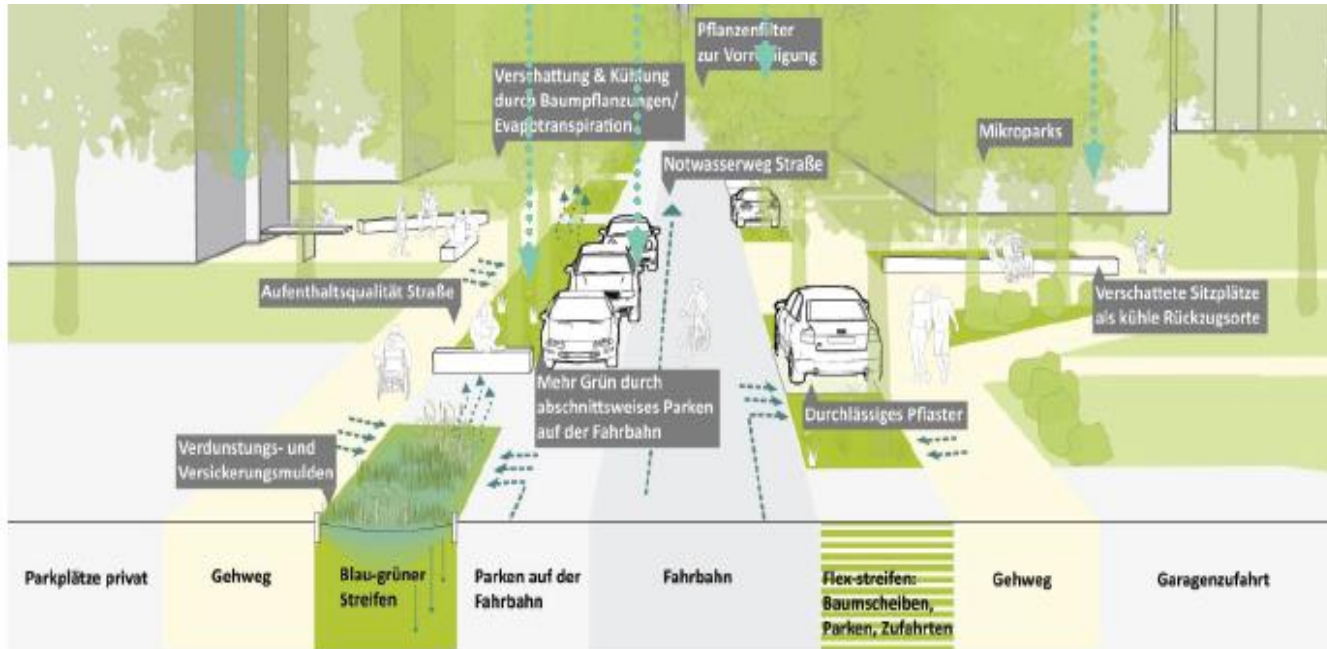 Pflanzenfilter
zur Vorreinigung
Verschattung & Kühlung
durch Baumpflanzungen/
Evapotranspiration
Mikroparks
Notwasserweg Straße
Aufenthaltsqualität Straße
Verschattete Sitzplätze
als kühle Rückzugsorte
Mehr Grün durch
abschnittsweises Parken
auf der Fahrbahn
Durchlässiges Pflaster
Verdunstungs- und
Versickerungsmulden
Parkplätze privat
Gehweg
Blau-grüner
Streifen
Parken auf der
Fahrbahn
Fahrbahn
Flex-streifen:
Baumscheiben,
Parken, Zufahrten
Gehweg
Garagenzufahrt